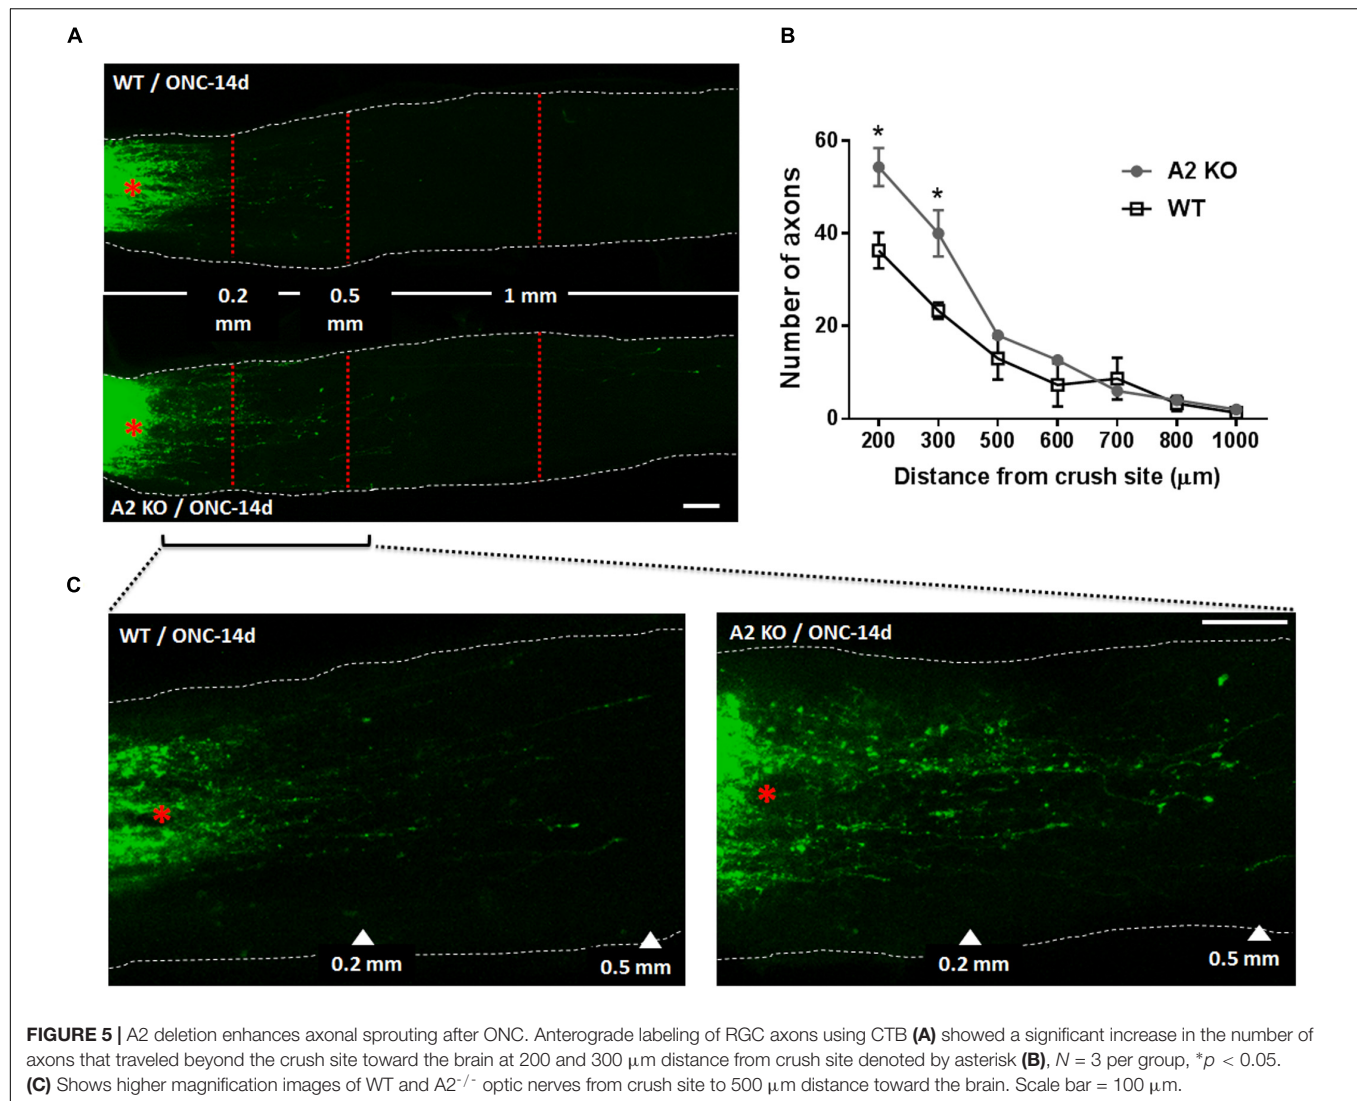 A
B
WT / ONC-14d
0.2 mm
0.5 mm
1 mm
A2 KO / ONC-14d
*
*
A2 KO
WT
Number of axons
60
40
20
0
200 300 500 600 700 800 1000
Distance from crush site (μm)
C
WT / ONC-14d
*
0.2 mm
0.5 mm
A2 KO / ONC-14d
*
0.2 mm
0.5 mm
FIGURE 5 | A2 deletion enhances axonal sprouting after ONC. Anterograde labeling of RGC axons using CTB (A) showed a significant increase in the number of
axons that traveled beyond the crush site toward the brain at 200 and 300 μm distance from crush site denoted by asterisk (B), N = 3 per group, *p < 0.05.
(C) Shows higher magnification images of WT and A2-/- optic nerves from crush site to 500 μm distance toward the brain. Scale bar = 100 μm.